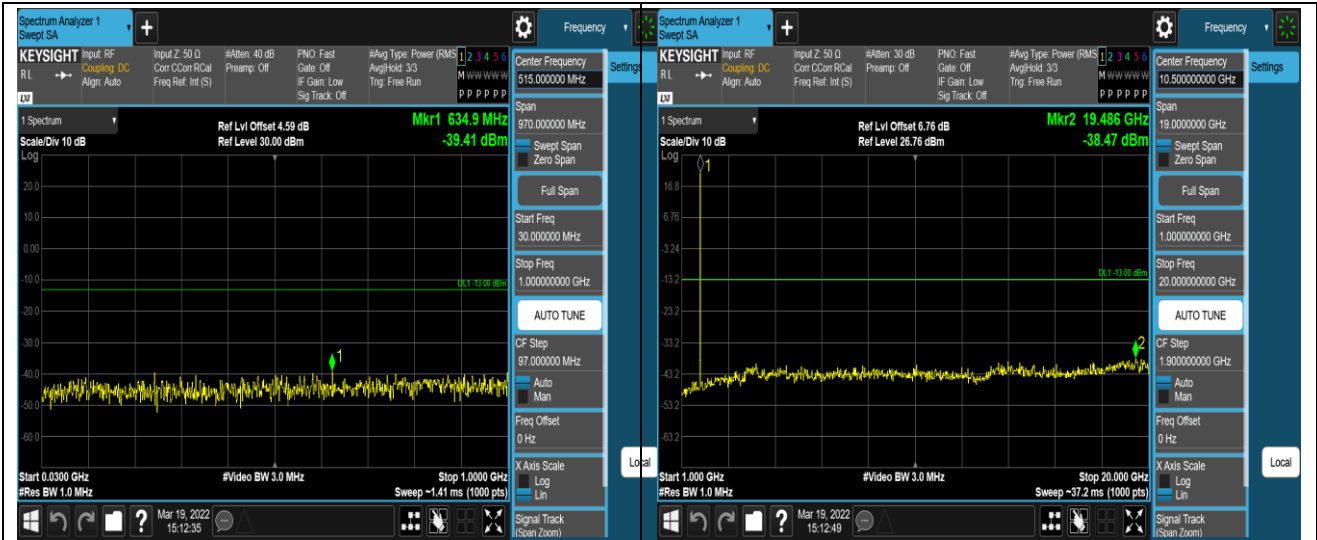 Spectrum Analyzer 1
Swept SA
Frequency
KEYSIGHT
RL
LXI
Input: RF
Coupling: DC
Align: Auto
Input Z: 50 Ω
Corr CCorr RCal
Freq Ref: Int (S)
#Atten: 40 dB
Preamp: Off
PNO: Fast
Gate: Off
IF Gain: Low
Sig Track: Off
#Avg Type: Power (RMS
Avg|Hold: 3/3
Trig: Free Run
1 2 3 4 5 6
M W W W W W
P P P P P P
Center Frequency
515.000000 MHz
Settings
1 Spectrum
Scale/Div 10 dB
Log
Ref Lvl Offset 4.59 dB
Ref Level 30.00 dBm
Mkr1 634.9 MHz
-39.41 dBm
Span
970.000000 MHz
Swept Span
Zero Span
Full Span
Start Freq
30.000000 MHz
Stop Freq
1.000000000 GHz
AUTO TUNE
CF Step
97.000000 MHz
Auto
Man
Freq Offset
0 Hz
X Axis Scale
Log
Lin
Signal Track
(Span Zoom)
Local
20.0
10.0
0.00
-10.0
DL1 -13.00 dBm
-20.0
-30.0
1
-40.0
-50.0
-60.0
Start 0.0300 GHz
#Res BW 1.0 MHz
#Video BW 3.0 MHz
Stop 1.0000 GHz
Sweep ~1.41 ms (1000 pts)
?
Mar 19, 2022
15:12:35
Spectrum Analyzer 1
Swept SA
Frequency
KEYSIGHT
RL
LXI
Input: RF
Coupling: DC
Align: Auto
Input Z: 50 Ω
Corr CCorr RCal
Freq Ref: Int (S)
#Atten: 30 dB
Preamp: Off
PNO: Fast
Gate: Off
IF Gain: Low
Sig Track: Off
#Avg Type: Power (RMS
Avg|Hold: 3/3
Trig: Free Run
1 2 3 4 5 6
M W W W W W
P P P P P P
Center Frequency
10.500000000 GHz
Settings
1 Spectrum
Scale/Div 10 dB
Log
Ref Lvl Offset 6.76 dB
Ref Level 26.76 dBm
Mkr2 19.486 GHz
-38.47 dBm
Span
19.0000000 GHz
Swept Span
Zero Span
Full Span
Start Freq
1.000000000 GHz
Stop Freq
20.000000000 GHz
AUTO TUNE
CF Step
1.900000000 GHz
Auto
Man
Freq Offset
0 Hz
X Axis Scale
Log
Lin
Signal Track
(Span Zoom)
Local
1
16.8
6.76
-3.24
-13.2
DL1 -13.00 dBm
-23.2
-33.2
2
-43.2
-53.2
-63.2
Start 1.000 GHz
#Res BW 1.0 MHz
#Video BW 3.0 MHz
Stop 20.000 GHz
Sweep ~37.2 ms (1000 pts)
?
Mar 19, 2022
15:12:49